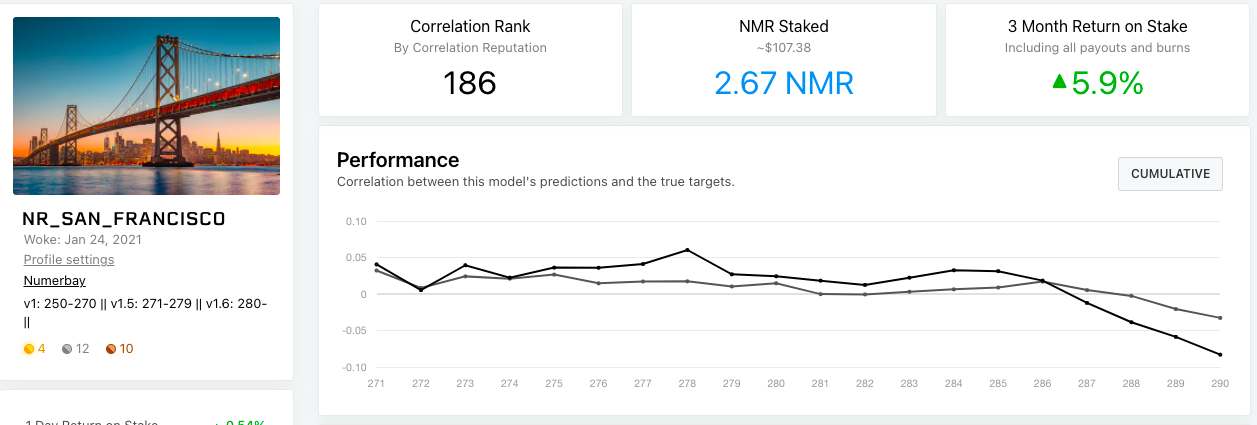 Correlation Rank
By Correlation Reputation
186
NMR Staked
~$107.38
2.67 NMR
3 Month Return on Stake
Including all payouts and burns
5.9%
NR_SAN_FRANCISCO
Woke: Jan 24, 2021
Profile settings
Numerbay
v1: 250-270 || v1.5: 271-279 || v1.6: 280-
||
4 12 10
1 Day Return on Stake 0.54%
Performance
Correlation between this model's predictions and the true targets.
CUMULATIVE
0.10
0.05
0
-0.05
-0.10
271 272 273 274 275 276 277 278 279 280 281 282 283 284 285 286 287 288 289 290